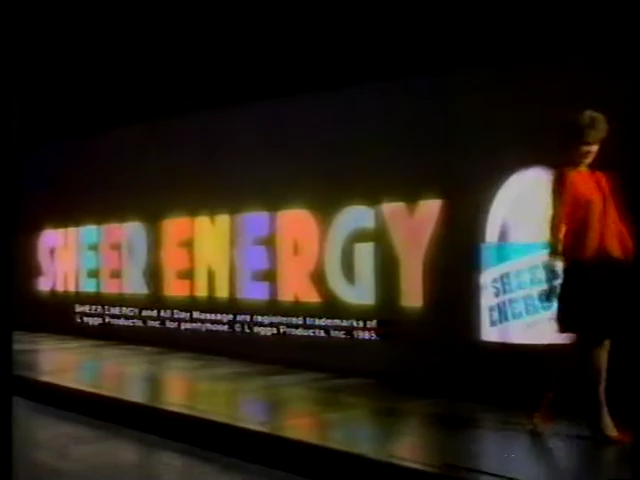 SHEER ENERGY
SHEER ENERGY and All Day Massage are registered trademarks of
L'eggs Products, Inc. for pantyhose. © L'eggs Products, Inc. 1985.
SHEER
ENERGY